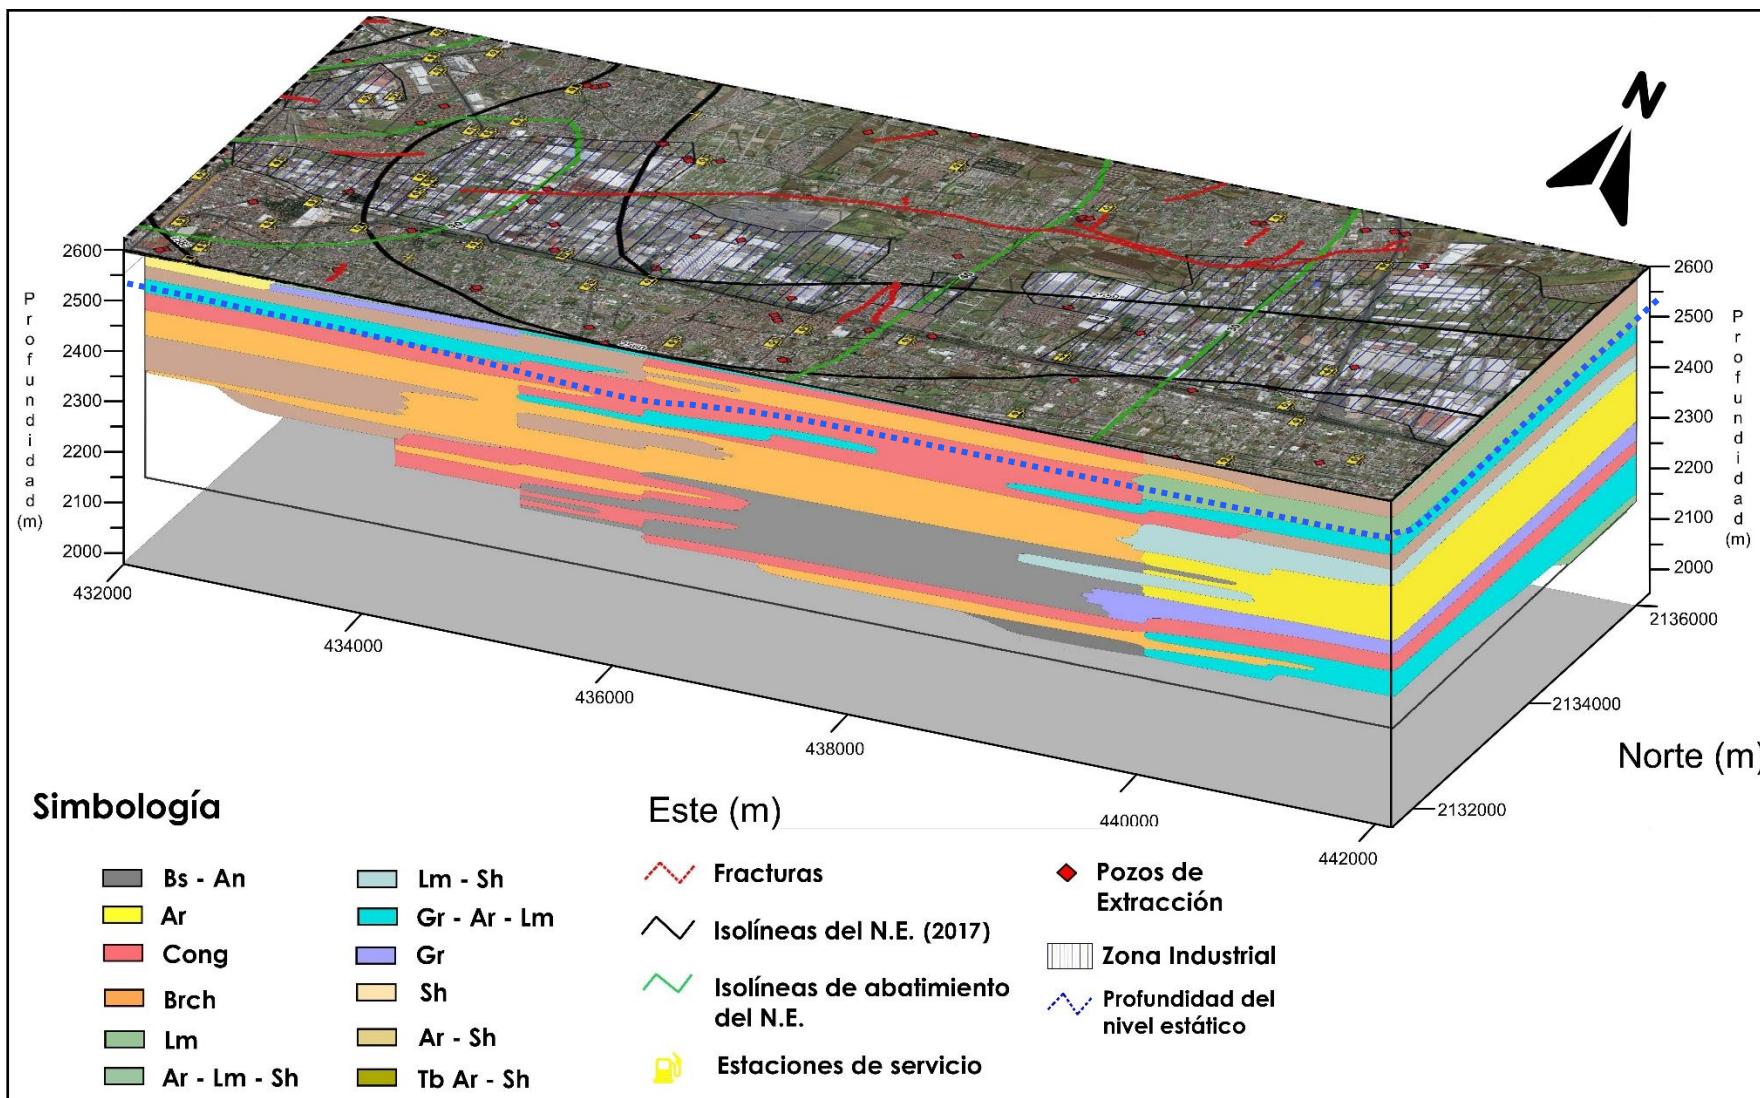 N
2600
2500
2400
2300
2200
2100
2000
Profundidad
(m)
2600
2500
2400
2300
2200
2100
2000
Profundidad
(m)
432000
434000
436000
438000
440000
442000
2136000
2134000
2132000
Norte (m)
Este (m)
Simbología
Bs - An
Ar
Cong
Brch
Lm
Ar - Lm - Sh
Lm - Sh
Gr - Ar - Lm
Gr
Sh
Ar - Sh
Tb Ar - Sh
Fracturas
Isolíneas del N.E. (2017)
Isolíneas de abatimiento
del N.E.
Estaciones de servicio
Pozos de
Extracción
Zona Industrial
Profundidad del
nivel estático